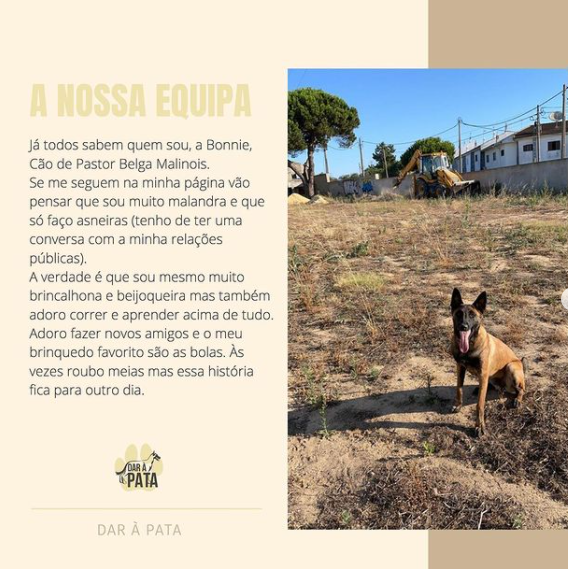 A NOSSA EQUIPA
Já todos sabem quem sou, a Bonnie,
Cão de Pastor Belga Malinois.
Se me seguem na minha página vão
pensar que sou muito malandra e que
só faço asneiras (tenho de ter uma
conversa com a minha relações
públicas).
A verdade é que sou mesmo muito
brincalhona e beijoqueira mas também
adoro correr e aprender acima de tudo.
Adoro fazer novos amigos e o meu
brinquedo favorito são as bolas. Às
vezes roubo meias mas essa história
fica para outro dia.
DAR À
PATA
DAR À PATA